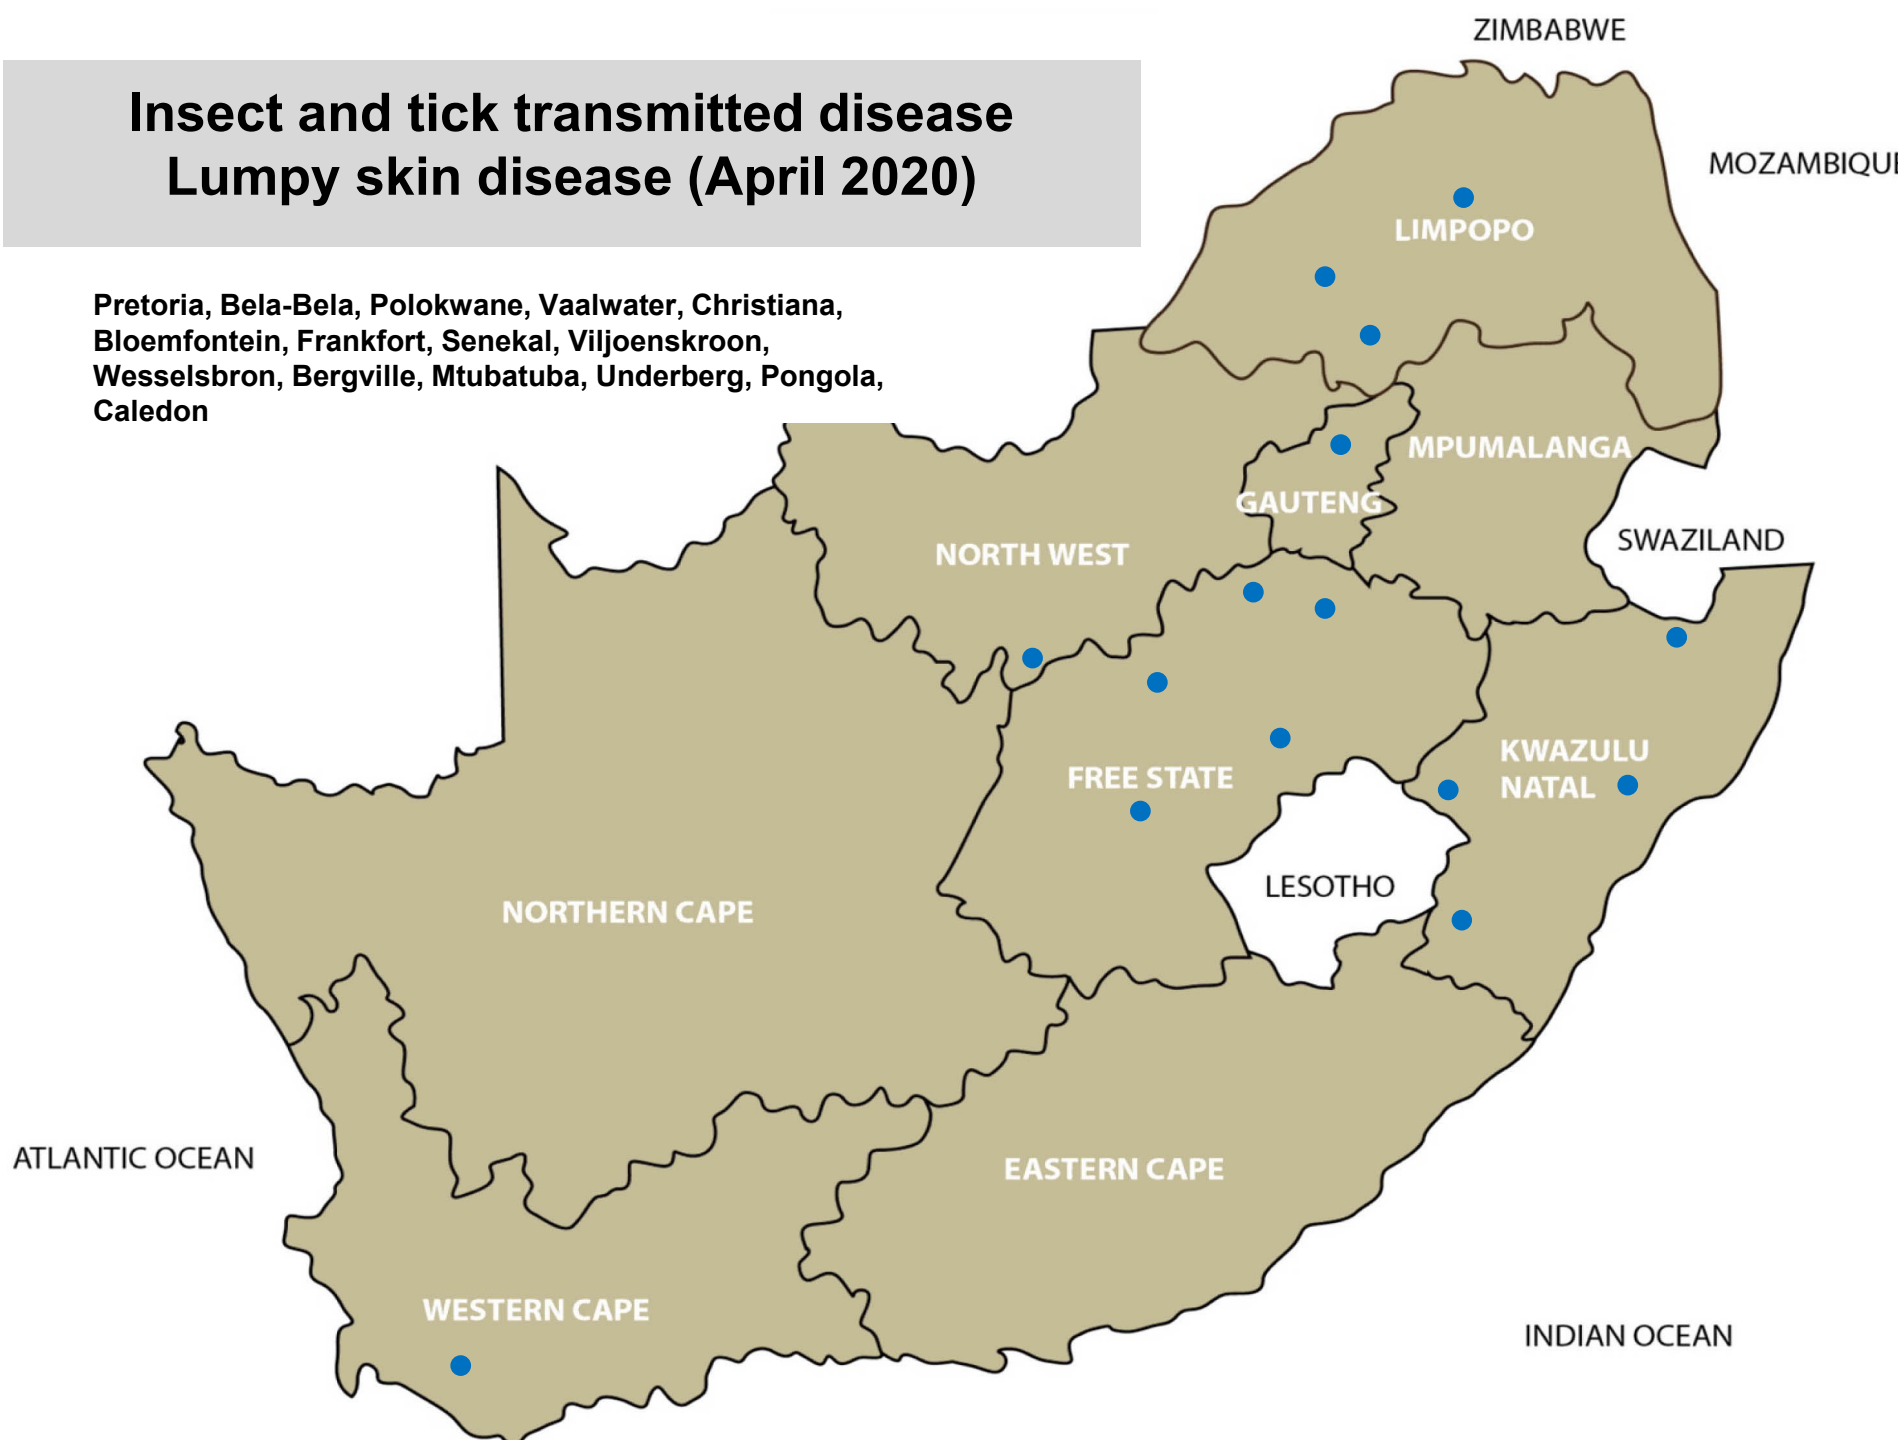 ZIMBABWE
Insect and tick transmitted disease
Lumpy skin disease (April 2020)
MOZAMBIQUE
LIMPOPO
Pretoria, Bela-Bela, Polokwane, Vaalwater, Christiana,
Bloemfontein, Frankfort, Senekal, Viljoenskroon,
Wesselsbron, Bergville, Mtubatuba, Underberg, Pongola,
Caledon
MPUMALANGA
GAUTENG
SWAZILAND
NORTH WEST
KWAZULU
NATAL
FREE STATE
LESOTHO
NORTHERN CAPE
ATLANTIC OCEAN
EASTERN CAPE
WESTERN CAPE
INDIAN OCEAN